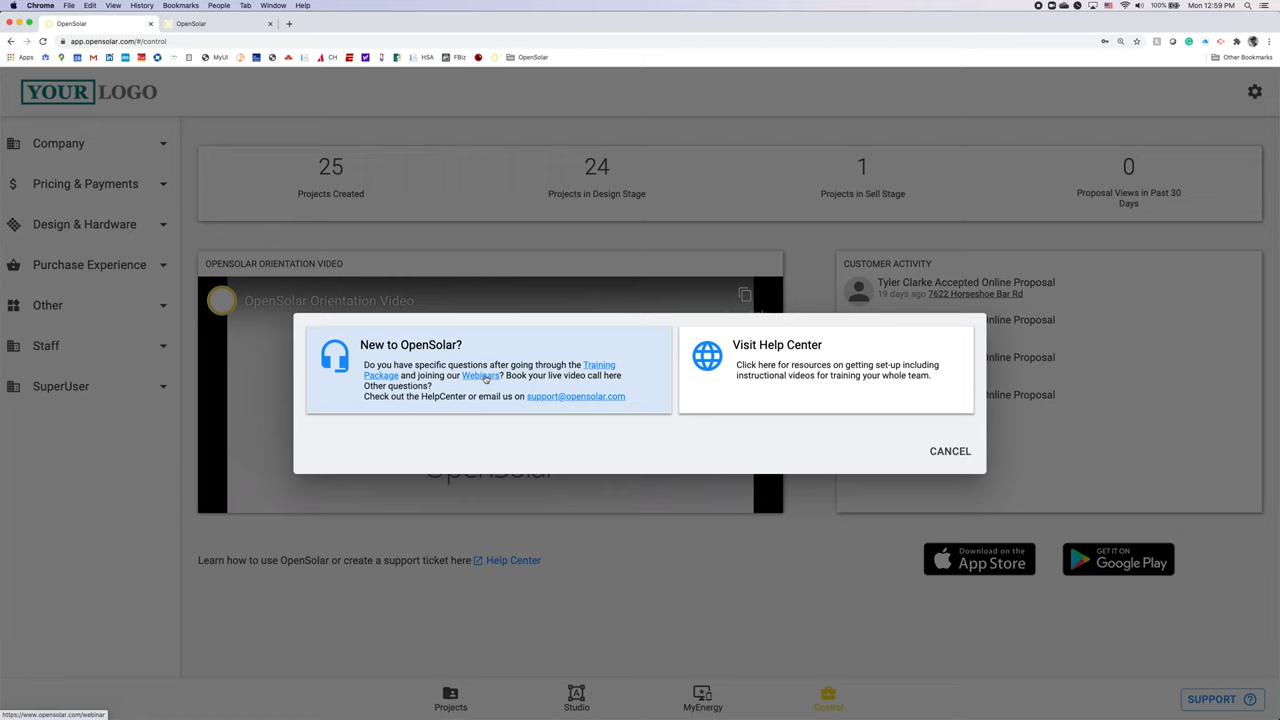 Chrome File Edit View History Bookmarks People Tab Window Help 100% Mon 12:59 PM
OpenSolar OpenSolar
app.opensolar.com/#/control
Apps MyUI CH HSA FBiz OpenSolar Other Bookmarks
YOUR LOGO
Company
Pricing & Payments
Design & Hardware
Purchase Experience
Other
Staff
SuperUser
25
Projects Created
24
Projects in Design Stage
1
Projects in Sell Stage
0
Proposal Views in Past 30
Days
OPENSOLAR ORIENTATION VIDEO
OpenSolar Orientation Video
CUSTOMER ACTIVITY
Tyler Clarke Accepted Online Proposal
19 days ago 7622 Horseshoe Bar Rd
Online Proposal
Online Proposal
Online Proposal
New to OpenSolar?
Do you have specific questions after going through the Training
Package and joining our Webinars? Book your live video call here
Other questions?
Check out the HelpCenter or email us on support@opensolar.com
Visit Help Center
Click here for resources on getting set-up including
instructional videos for training your whole team.
CANCEL
OpenSolar
Learn how to use OpenSolar or create a support ticket here Help Center
Download on the
App Store
GET IT ON
Google Play
Projects
Studio
MyEnergy
Control
SUPPORT
https://www.opensolar.com/webinar